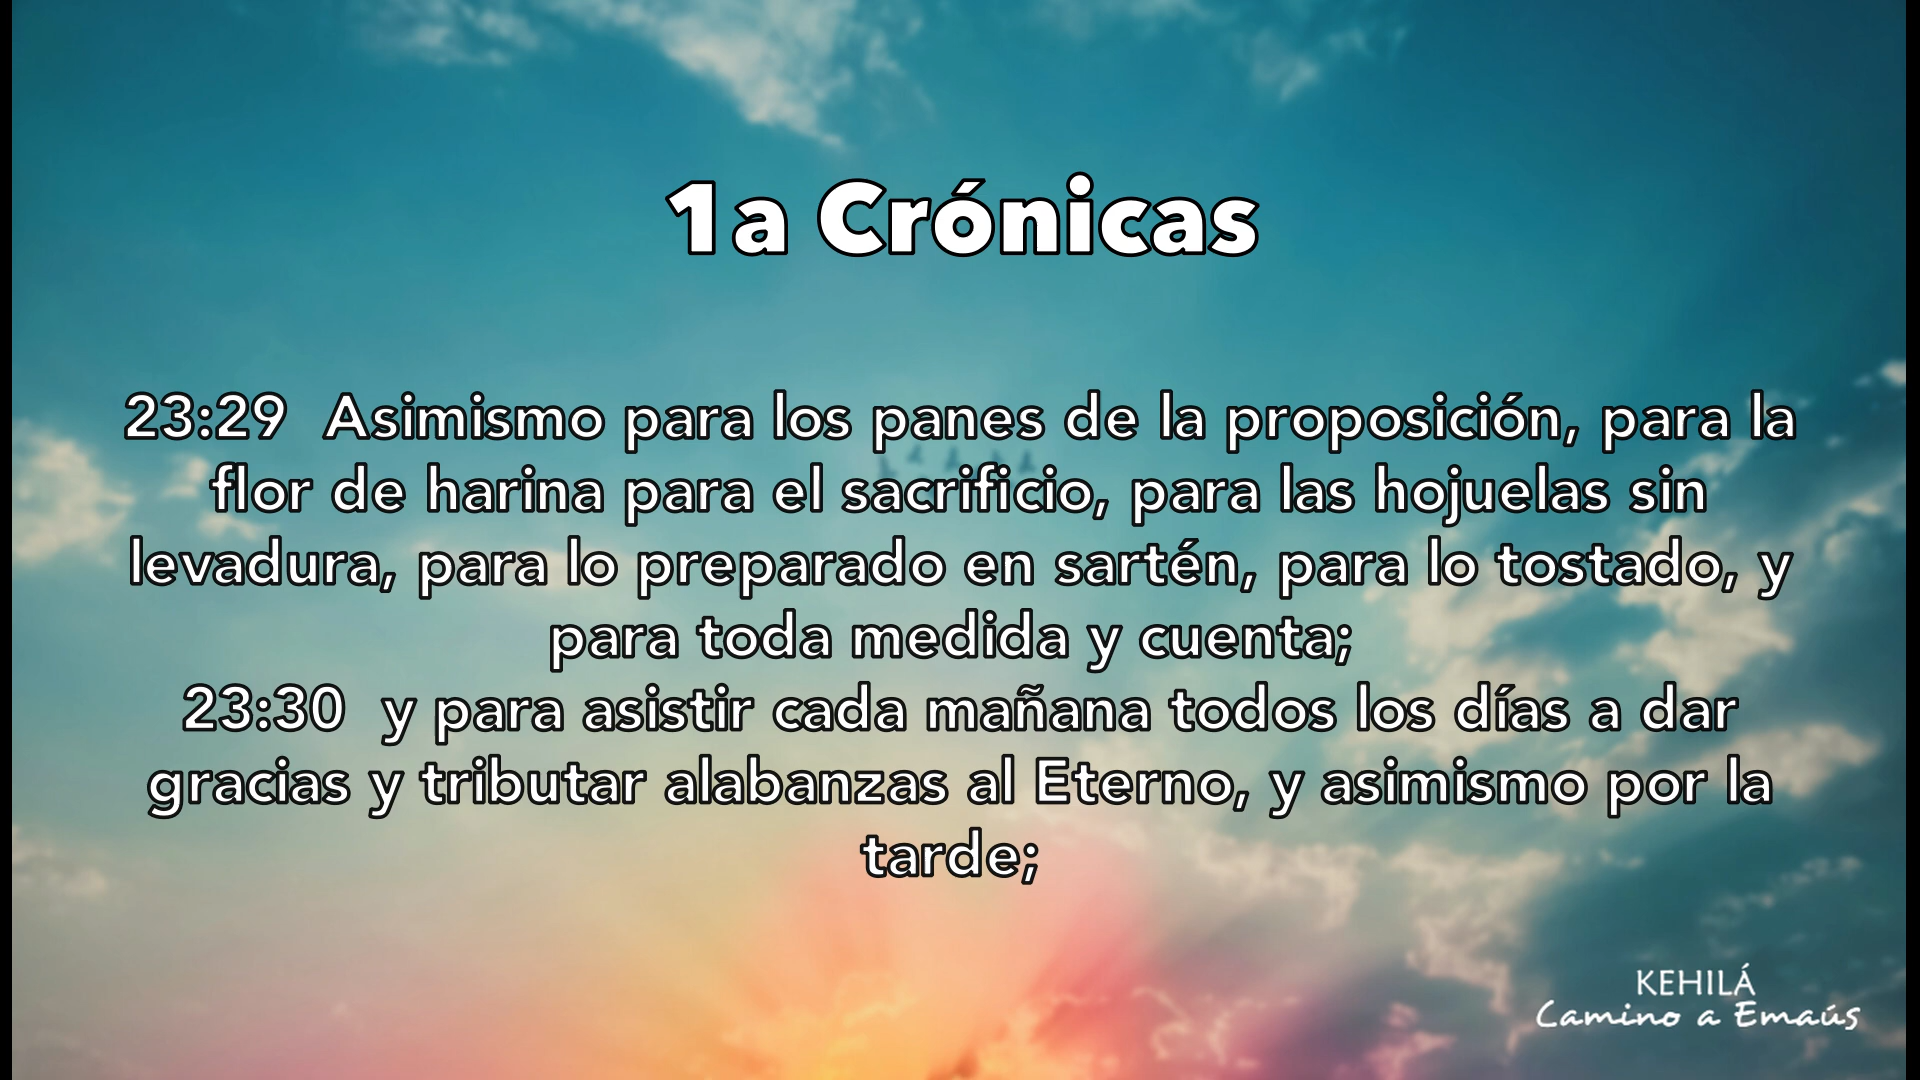 1a Crónicas
23:29  Asimismo para los panes de la proposición, para la
flor de harina para el sacrificio, para las hojuelas sin
levadura, para lo preparado en sartén, para lo tostado, y
para toda medida y cuenta;
23:30  y para asistir cada mañana todos los días a dar
gracias y tributar alabanzas al Eterno, y asimismo por la
tarde;
KEHILÁ
Camino a Emaús